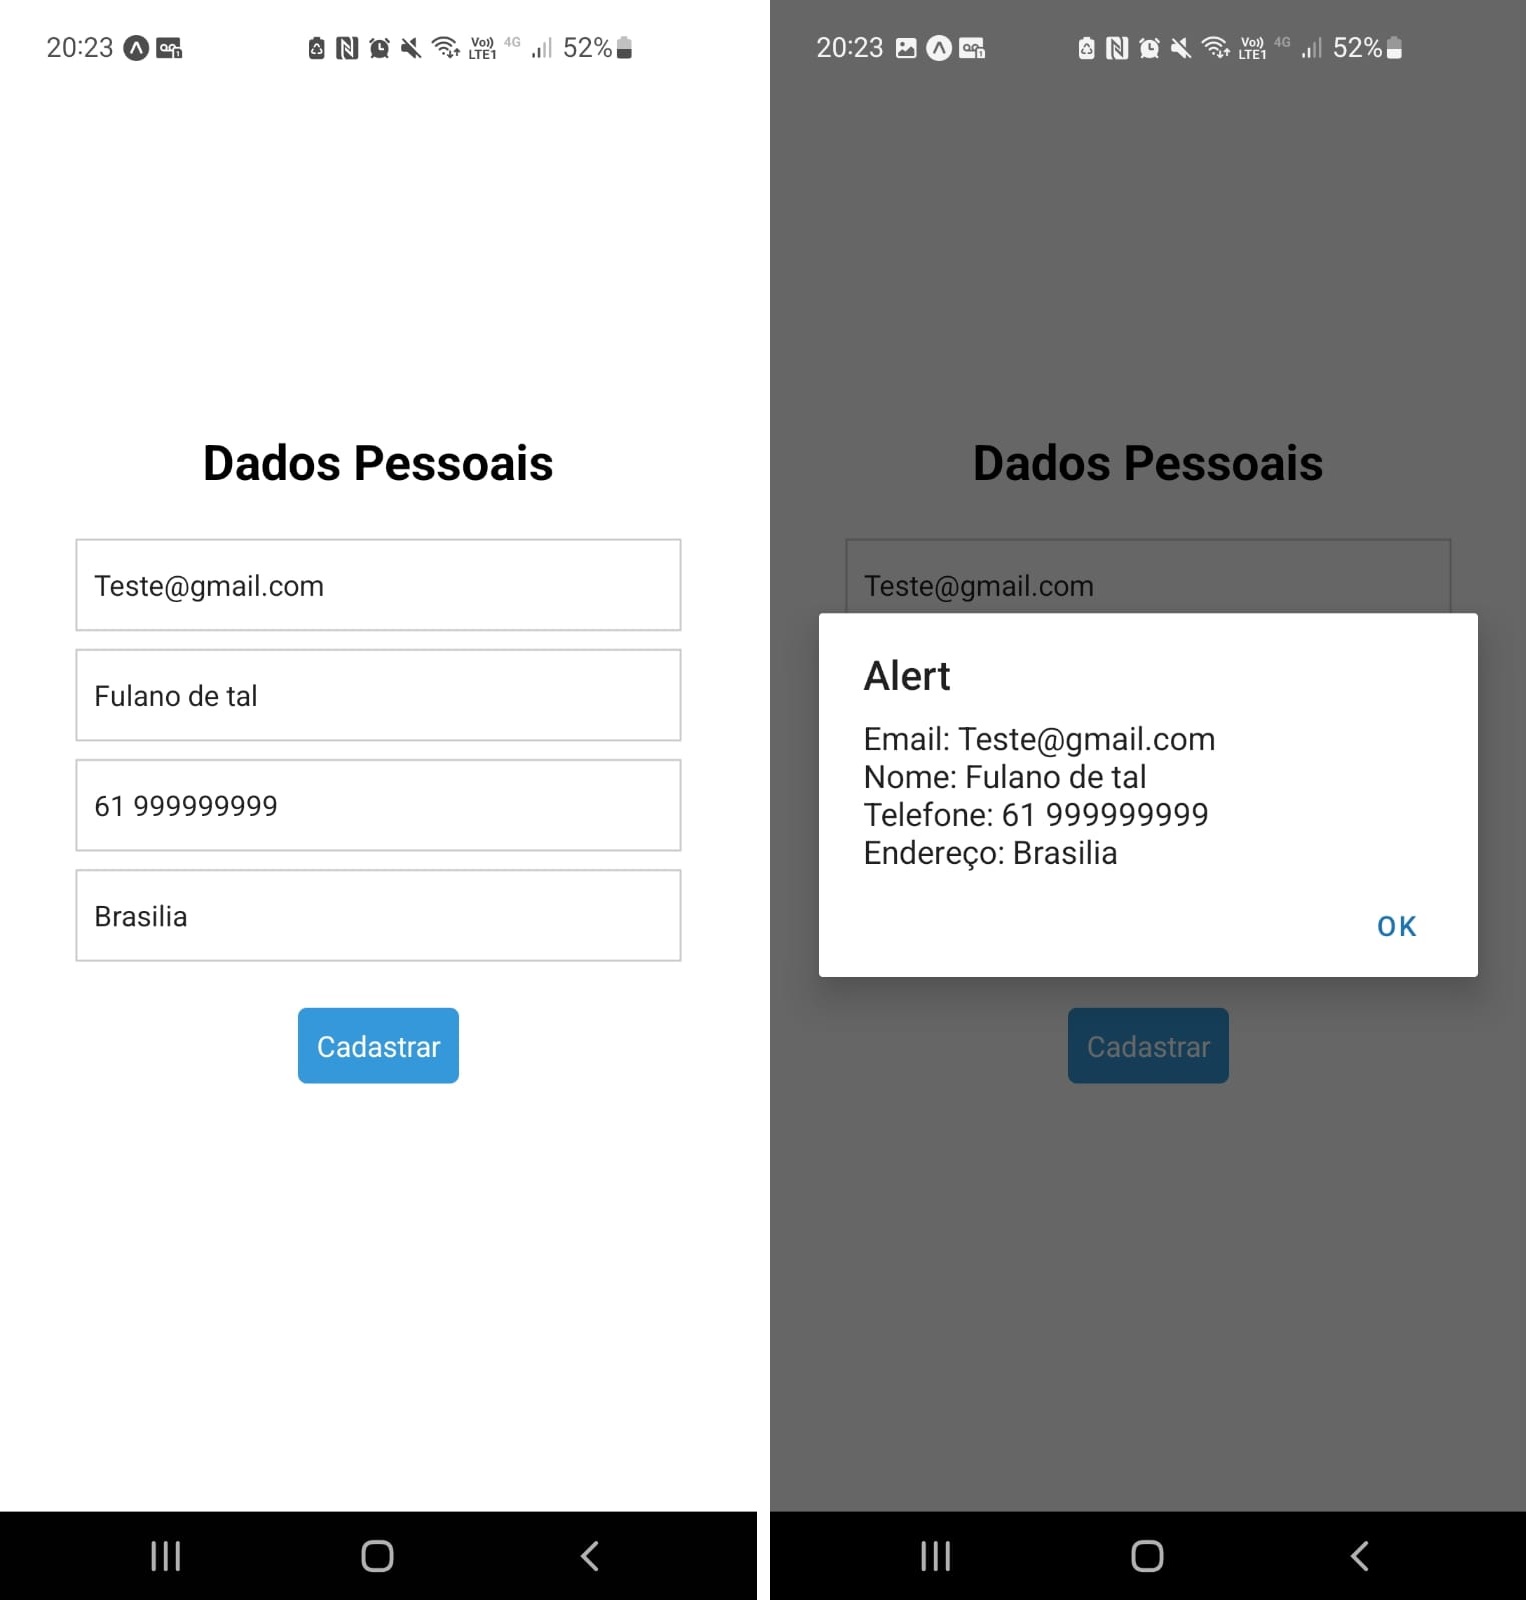 20:23 Vo)) LTE1 4G 52%
Dados Pessoais
Teste@gmail.com
Fulano de tal
61 999999999
Brasilia
Cadastrar
20:23 Vo)) LTE1 4G 52%
Dados Pessoais
Teste@gmail.com
Alert
Email: Teste@gmail.com
Nome: Fulano de tal
Telefone: 61 999999999
Endereço: Brasilia
OK
Cadastrar